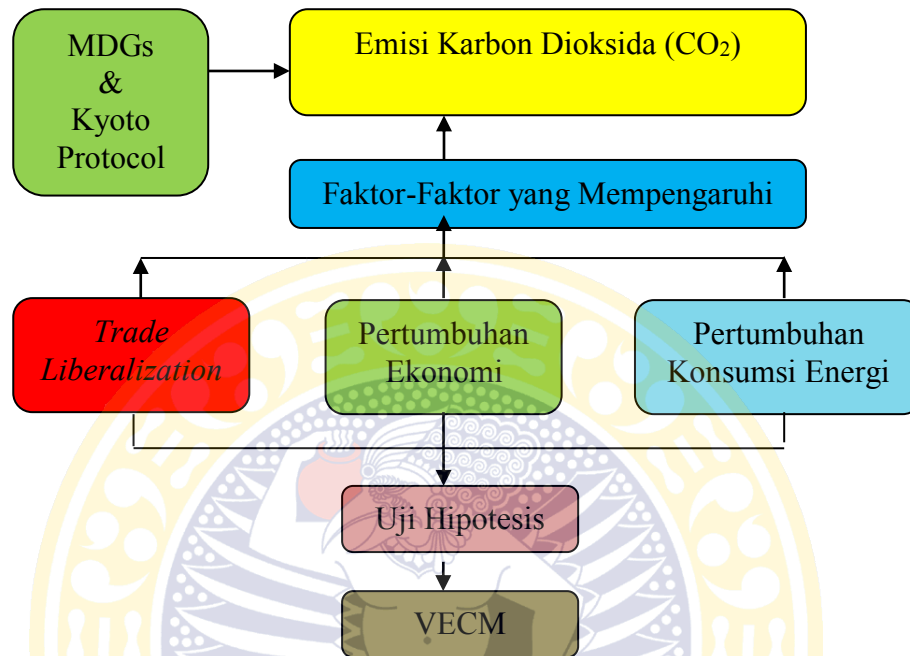 MDGs
&
Kyoto
Protocol
Emisi Karbon Dioksida (CO₂)
Faktor-Faktor yang Mempengaruhi
Trade
Liberalization
Pertumbuhan
Ekonomi
Pertumbuhan
Konsumsi Energi
Uji Hipotesis
VECM